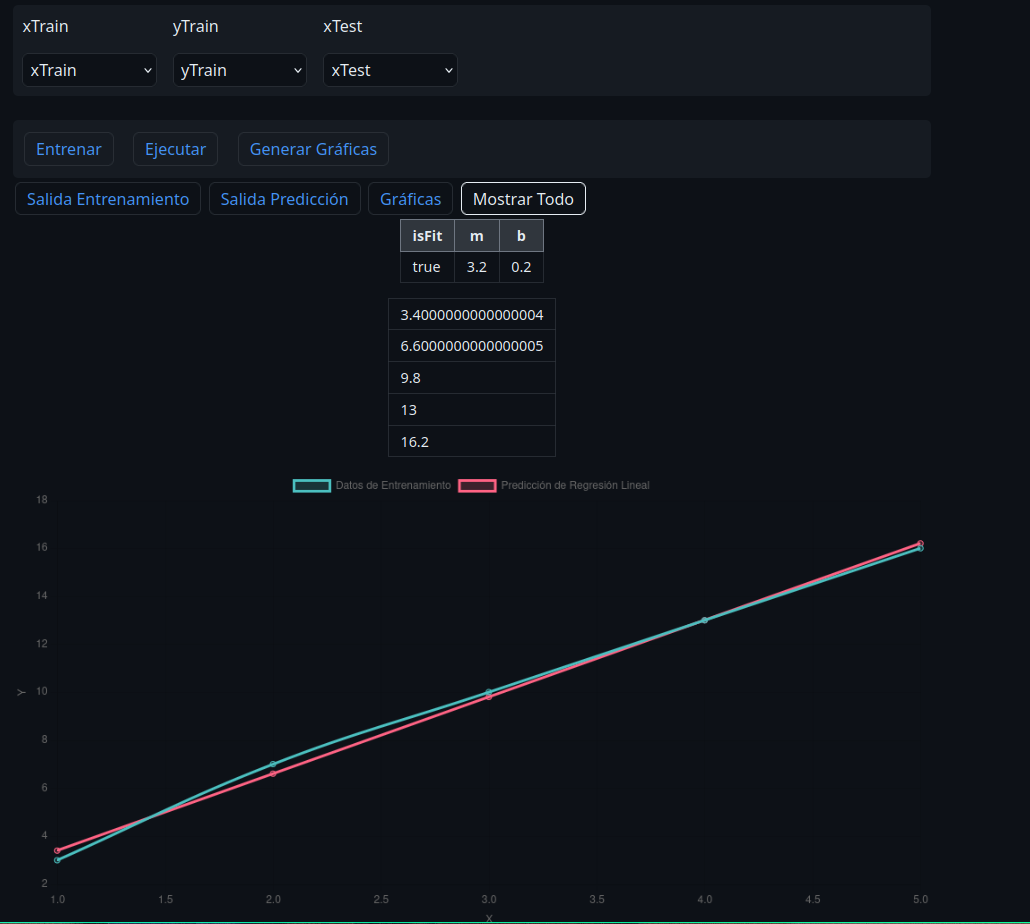 xTrain yTrain xTest
xTrain yTrain xTest
Entrenar Ejecutar Generar Gráficas
Salida Entrenamiento Salida Predicción Gráficas Mostrar Todo
isFit m b
true 3.2 0.2
3.4000000000000004
6.6000000000000005
9.8
13
16.2
Datos de Entrenamiento Predicción de Regresión Lineal
18
16
14
12
Y 10
8
6
4
2
1.0 1.5 2.0 2.5 3.0 3.5 4.0 4.5 5.0
X